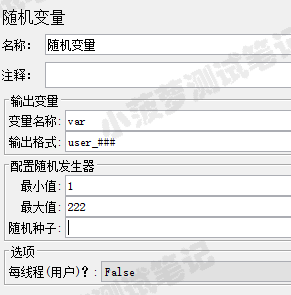 随机变量
名称: 随机变量
注释:
输出变量
变量名称: var
输出格式: user_###
配置随机发生器
最小值: 1
最大值: 222
随机种子:
选项
每线程(用户)?: False
小菠萝测试笔记